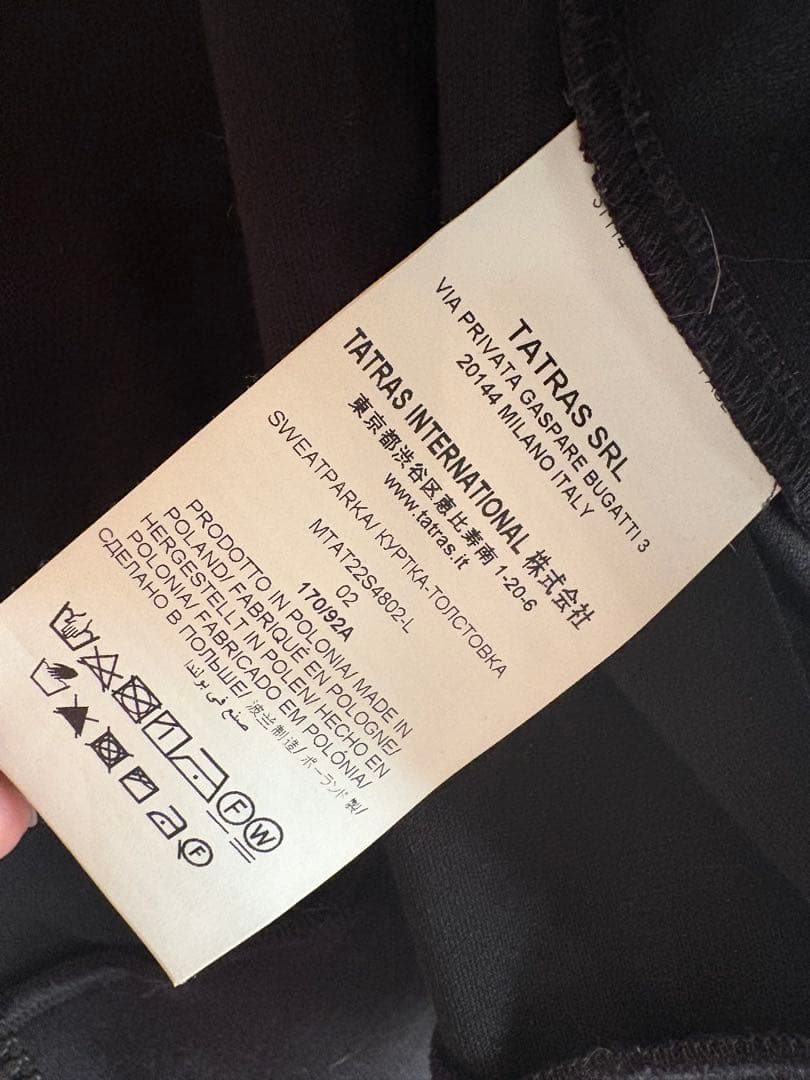 TATRAS SRL
VIA PRIVATA GASPARE BUGATTI 3
20144 MILANO ITALY
TATRAS INTERNATIONAL 株式会社
東京都渋谷区恵比寿南 1-20-6
www.tatras.it
SWEATPARKA/ КУРТКА-ТОЛСТОВКА
MTAT22S4802-L
02
170/92A
PRODOTTO IN POLONIA/ MADE IN
POLAND/ FABRIQUÉ EN POLOGNE/
HERGESTELLT IN POLEN/ HECHO EN
POLONIA/ FABRICADO EM POLÓNIA/
СДЕЛАНО В ПОЛЬШЕ/ 波兰制造/ ポーランド製/
صنع في بولندا
F W
F